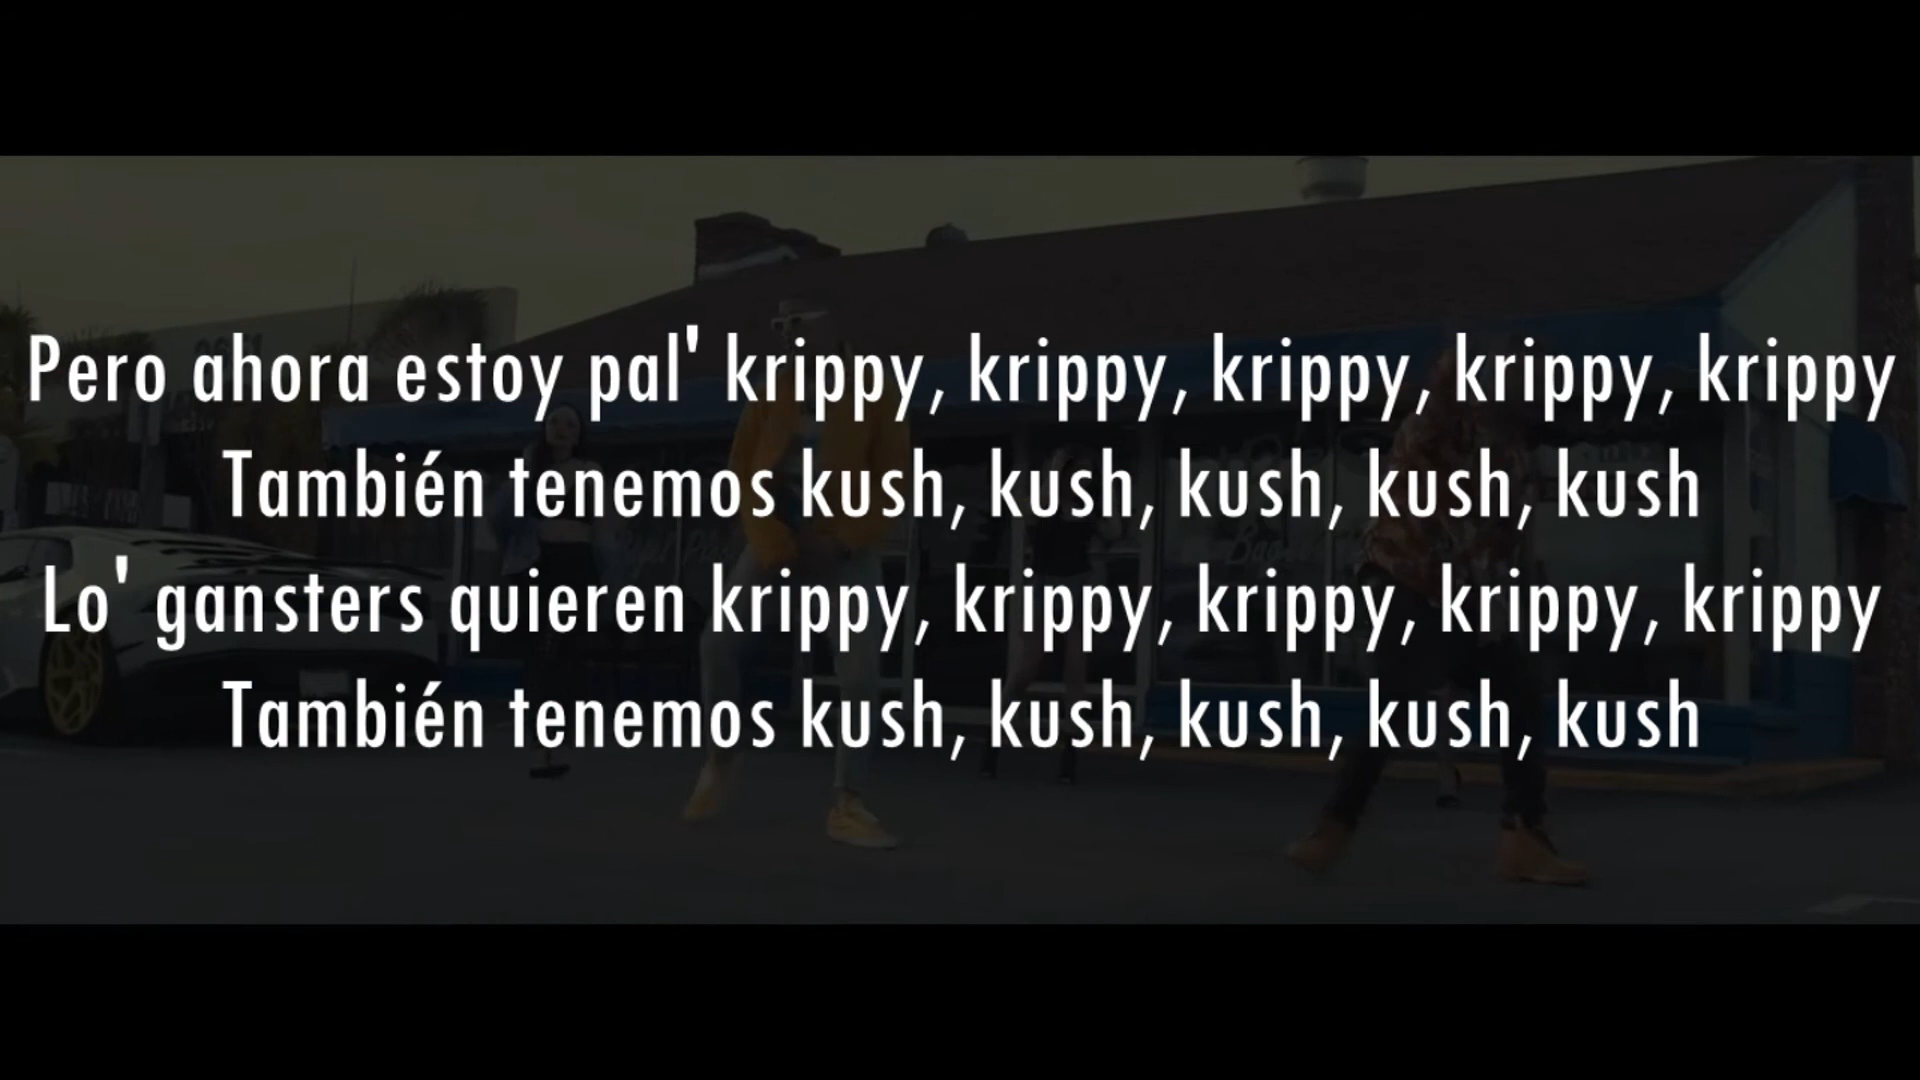 Pero ahora estoy pal' krippy, krippy, krippy, krippy, krippy
También tenemos kush, kush, kush, kush, kush
Lo' gansters quieren krippy, krippy, krippy, krippy, krippy
También tenemos kush, kush, kush, kush, kush